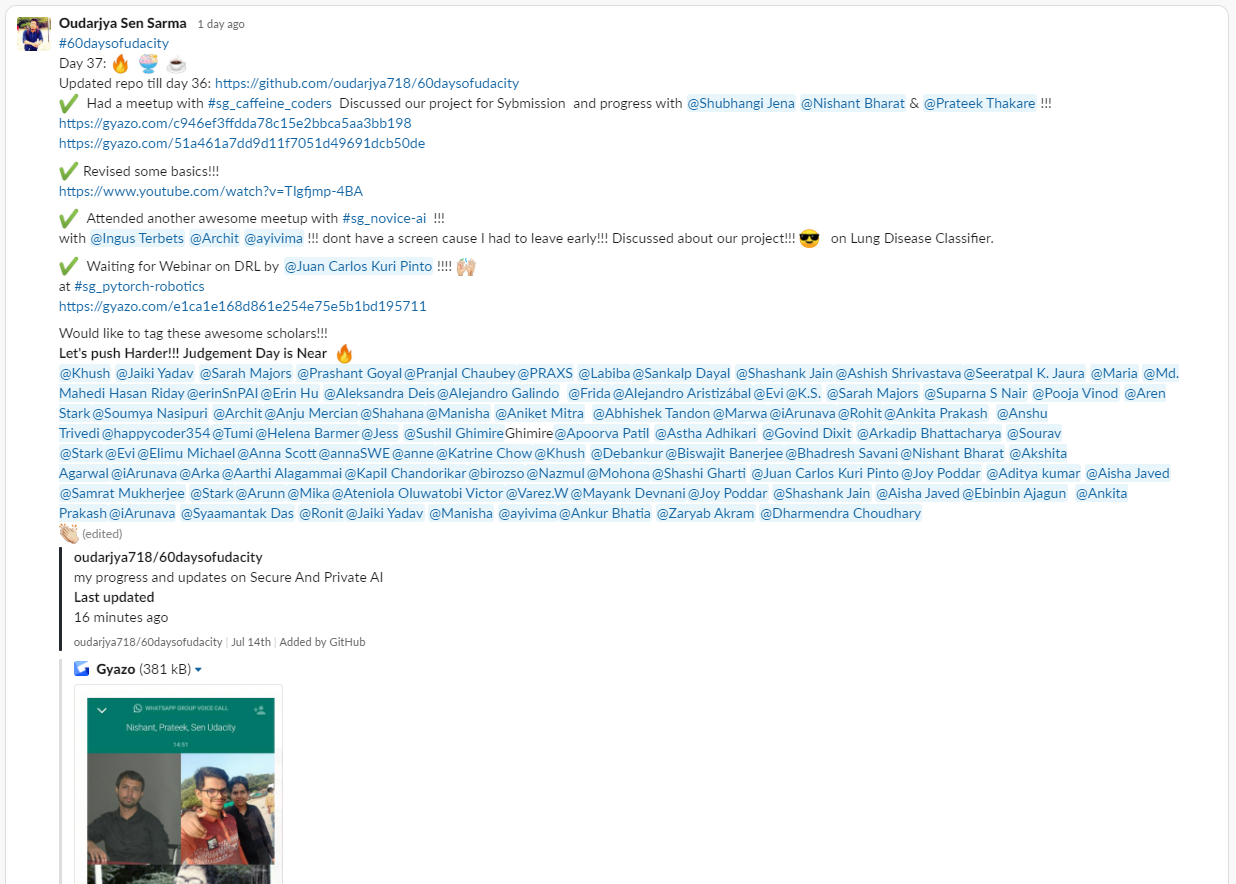 Oudarjya Sen Sarma 1 day ago
#60daysofudacity
Day 37:
Updated repo till day 36: https://github.com/oudarjya718/60daysofudacity
Had a meetup with #sg_caffeine_coders Discussed our project for Sybmission and progress with @Shubhangi Jena @Nishant Bharat & @Prateek Thakare !!!
https://gyazo.com/c946ef3ffdda78c15e2bbca5aa3bb198
https://gyazo.com/51a461a7dd9d11f7051d49691dcb50de
Revised some basics!!!
https://www.youtube.com/watch?v=TIgfjmp-4BA
Attended another awesome meetup with #sg_novice-ai !!!
with @Ingus Terbets @Archit @ayivima !!! dont have a screen cause I had to leave early!!! Discussed about our project!!! on Lung Disease Classifier.
Waiting for Webinar on DRL by @Juan Carlos Kuri Pinto !!!!
at #sg_pytorch-robotics
https://gyazo.com/e1ca1e168d861e254e75e5b1bd195711
Would like to tag these awesome scholars!!!
Let's push Harder!!! Judgement Day is Near
@Khush @Jaiki Yadav @Sarah Majors @Prashant Goyal@Pranjal Chaubey@PRAXS @Labiba@Sankalp Dayal @Shashank Jain@Ashish Shrivastava@Seeratpal K. Jaura @Maria @Md.
Mahedi Hasan Riday@erinSnPAI@Erin Hu @Aleksandra Deis@Alejandro Galindo @Frida@Alejandro Aristizábal@Evi@K.S. @Sarah Majors @Suparna S Nair @Pooja Vinod @Aren
Stark@Soumya Nasipuri @Archit@Anju Mercian@Shahana@Manisha @Aniket Mitra @Abhishek Tandon@Marwa@iArunava@Rohit@Ankita Prakash @Anshu
Trivedi@happycoder354@Tumi@Helena Barmer@Jess @Sushil GhimireGhimire@Apoorva Patil @Astha Adhikari @Govind Dixit @Arkadip Bhattacharya @Sourav
@Stark@Evi@Elimu Michael@Anna Scott@annaSWE@anne@Katrine Chow@Khush @Debankur@Biswajit Banerjee@Bhadresh Savani@Nishant Bharat @Akshita
Agarwal@iArunava@Arka@Aarthi Alagammai@Kapil Chandorikar@birozso@Nazmul@Mohona@Shashi Gharti @Juan Carlos Kuri Pinto@Joy Poddar @Aditya kumar @Aisha Javed
@Samrat Mukherjee @Stark@Arunn@Mika@Ateniola Oluwatobi Victor@Varez.W@Mayank Devnani@Joy Poddar @Shashank Jain @Aisha Javed@Ebinbin Ajagun @Ankita
Prakash@iArunava @Syaamantak Das @Ronit@Jaiki Yadav @Manisha @ayivima@Ankur Bhatia @Zaryab Akram @Dharmendra Choudhary
(edited)
oudarjya718/60daysofudacity
my progress and updates on Secure And Private AI
Last updated
16 minutes ago
oudarjya718/60daysofudacity | Jul 14th | Added by GitHub
Gyazo (381 kB)
WHATSAPP GROUP VOICE CALL
Nishant, Prateek, Sen Udacity
14:51